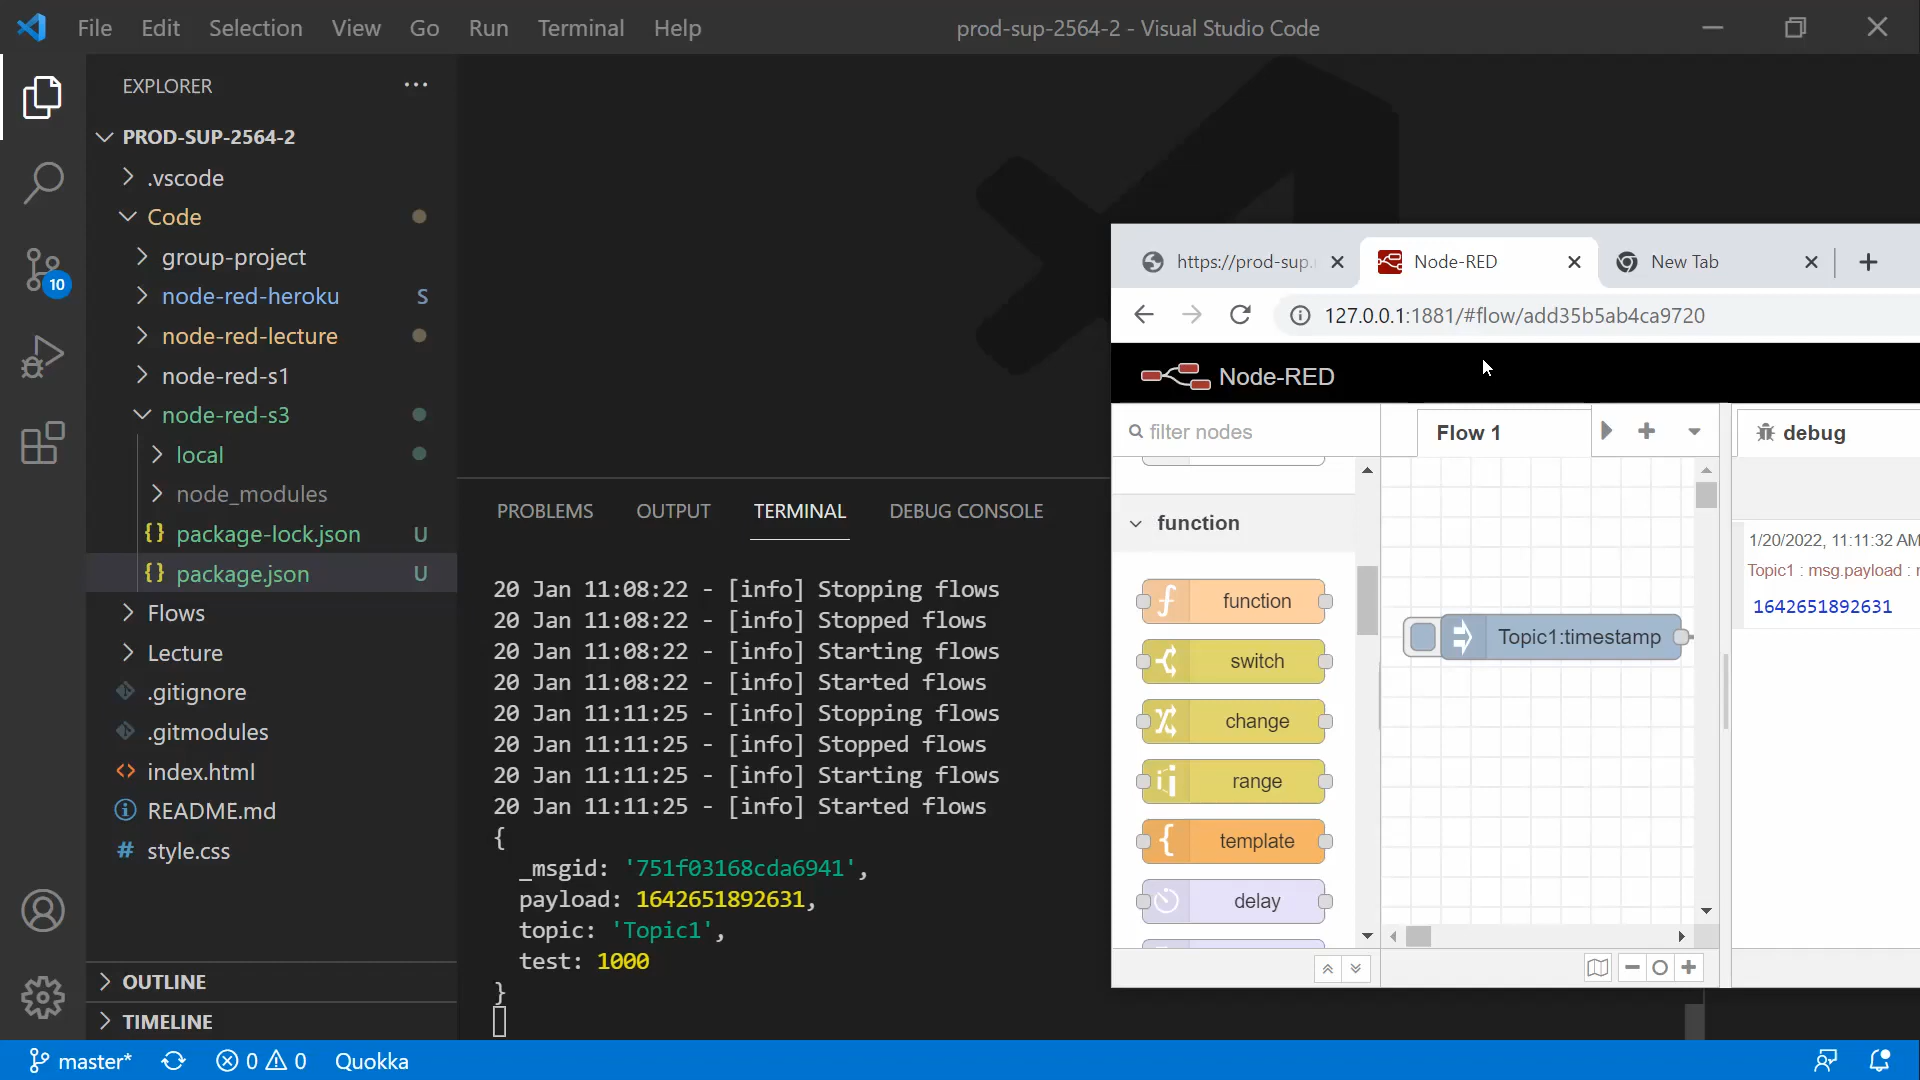 File Edit Selection View Go Run Terminal Help
prod-sup-2564-2 - Visual Studio Code
EXPLORER
PROD-SUP-2564-2
.vscode
Code
group-project
node-red-heroku S
node-red-lecture
node-red-s1
node-red-s3
local
node_modules
{} package-lock.json U
{} package.json U
Flows
Lecture
.gitignore
.gitmodules
<> index.html
README.md
# style.css
OUTLINE
TIMELINE
10
PROBLEMS OUTPUT TERMINAL DEBUG CONSOLE
20 Jan 11:08:22 - [info] Stopping flows
20 Jan 11:08:22 - [info] Stopped flows
20 Jan 11:08:22 - [info] Starting flows
20 Jan 11:08:22 - [info] Started flows
20 Jan 11:11:25 - [info] Stopping flows
20 Jan 11:11:25 - [info] Stopped flows
20 Jan 11:11:25 - [info] Starting flows
20 Jan 11:11:25 - [info] Started flows
{
_msgid: '751f03168cda6941',
payload: 1642651892631,
topic: 'Topic1',
test: 1000
}
https://prod-sup.
Node-RED
New Tab
127.0.0.1:1881/#flow/add35b5ab4ca9720
Node-RED
filter nodes
function
function
switch
change
range
template
delay
Flow 1
Topic1:timestamp
debug
1/20/2022, 11:11:32 AM
Topic1 : msg.payload :
1642651892631
master* 0 0 Quokka